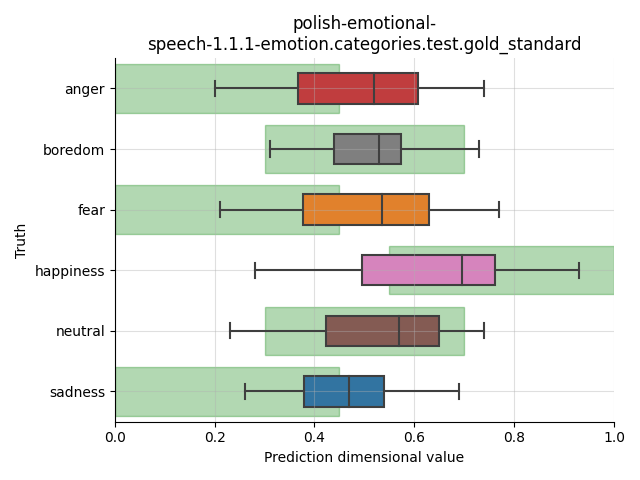 polish-emotional-
speech-1.1.1-emotion.categories.test.gold_standard
anger
boredom
fear
happiness
neutral
sadness
Truth
0.0 0.2 0.4 0.6 0.8 1.0
Prediction dimensional value